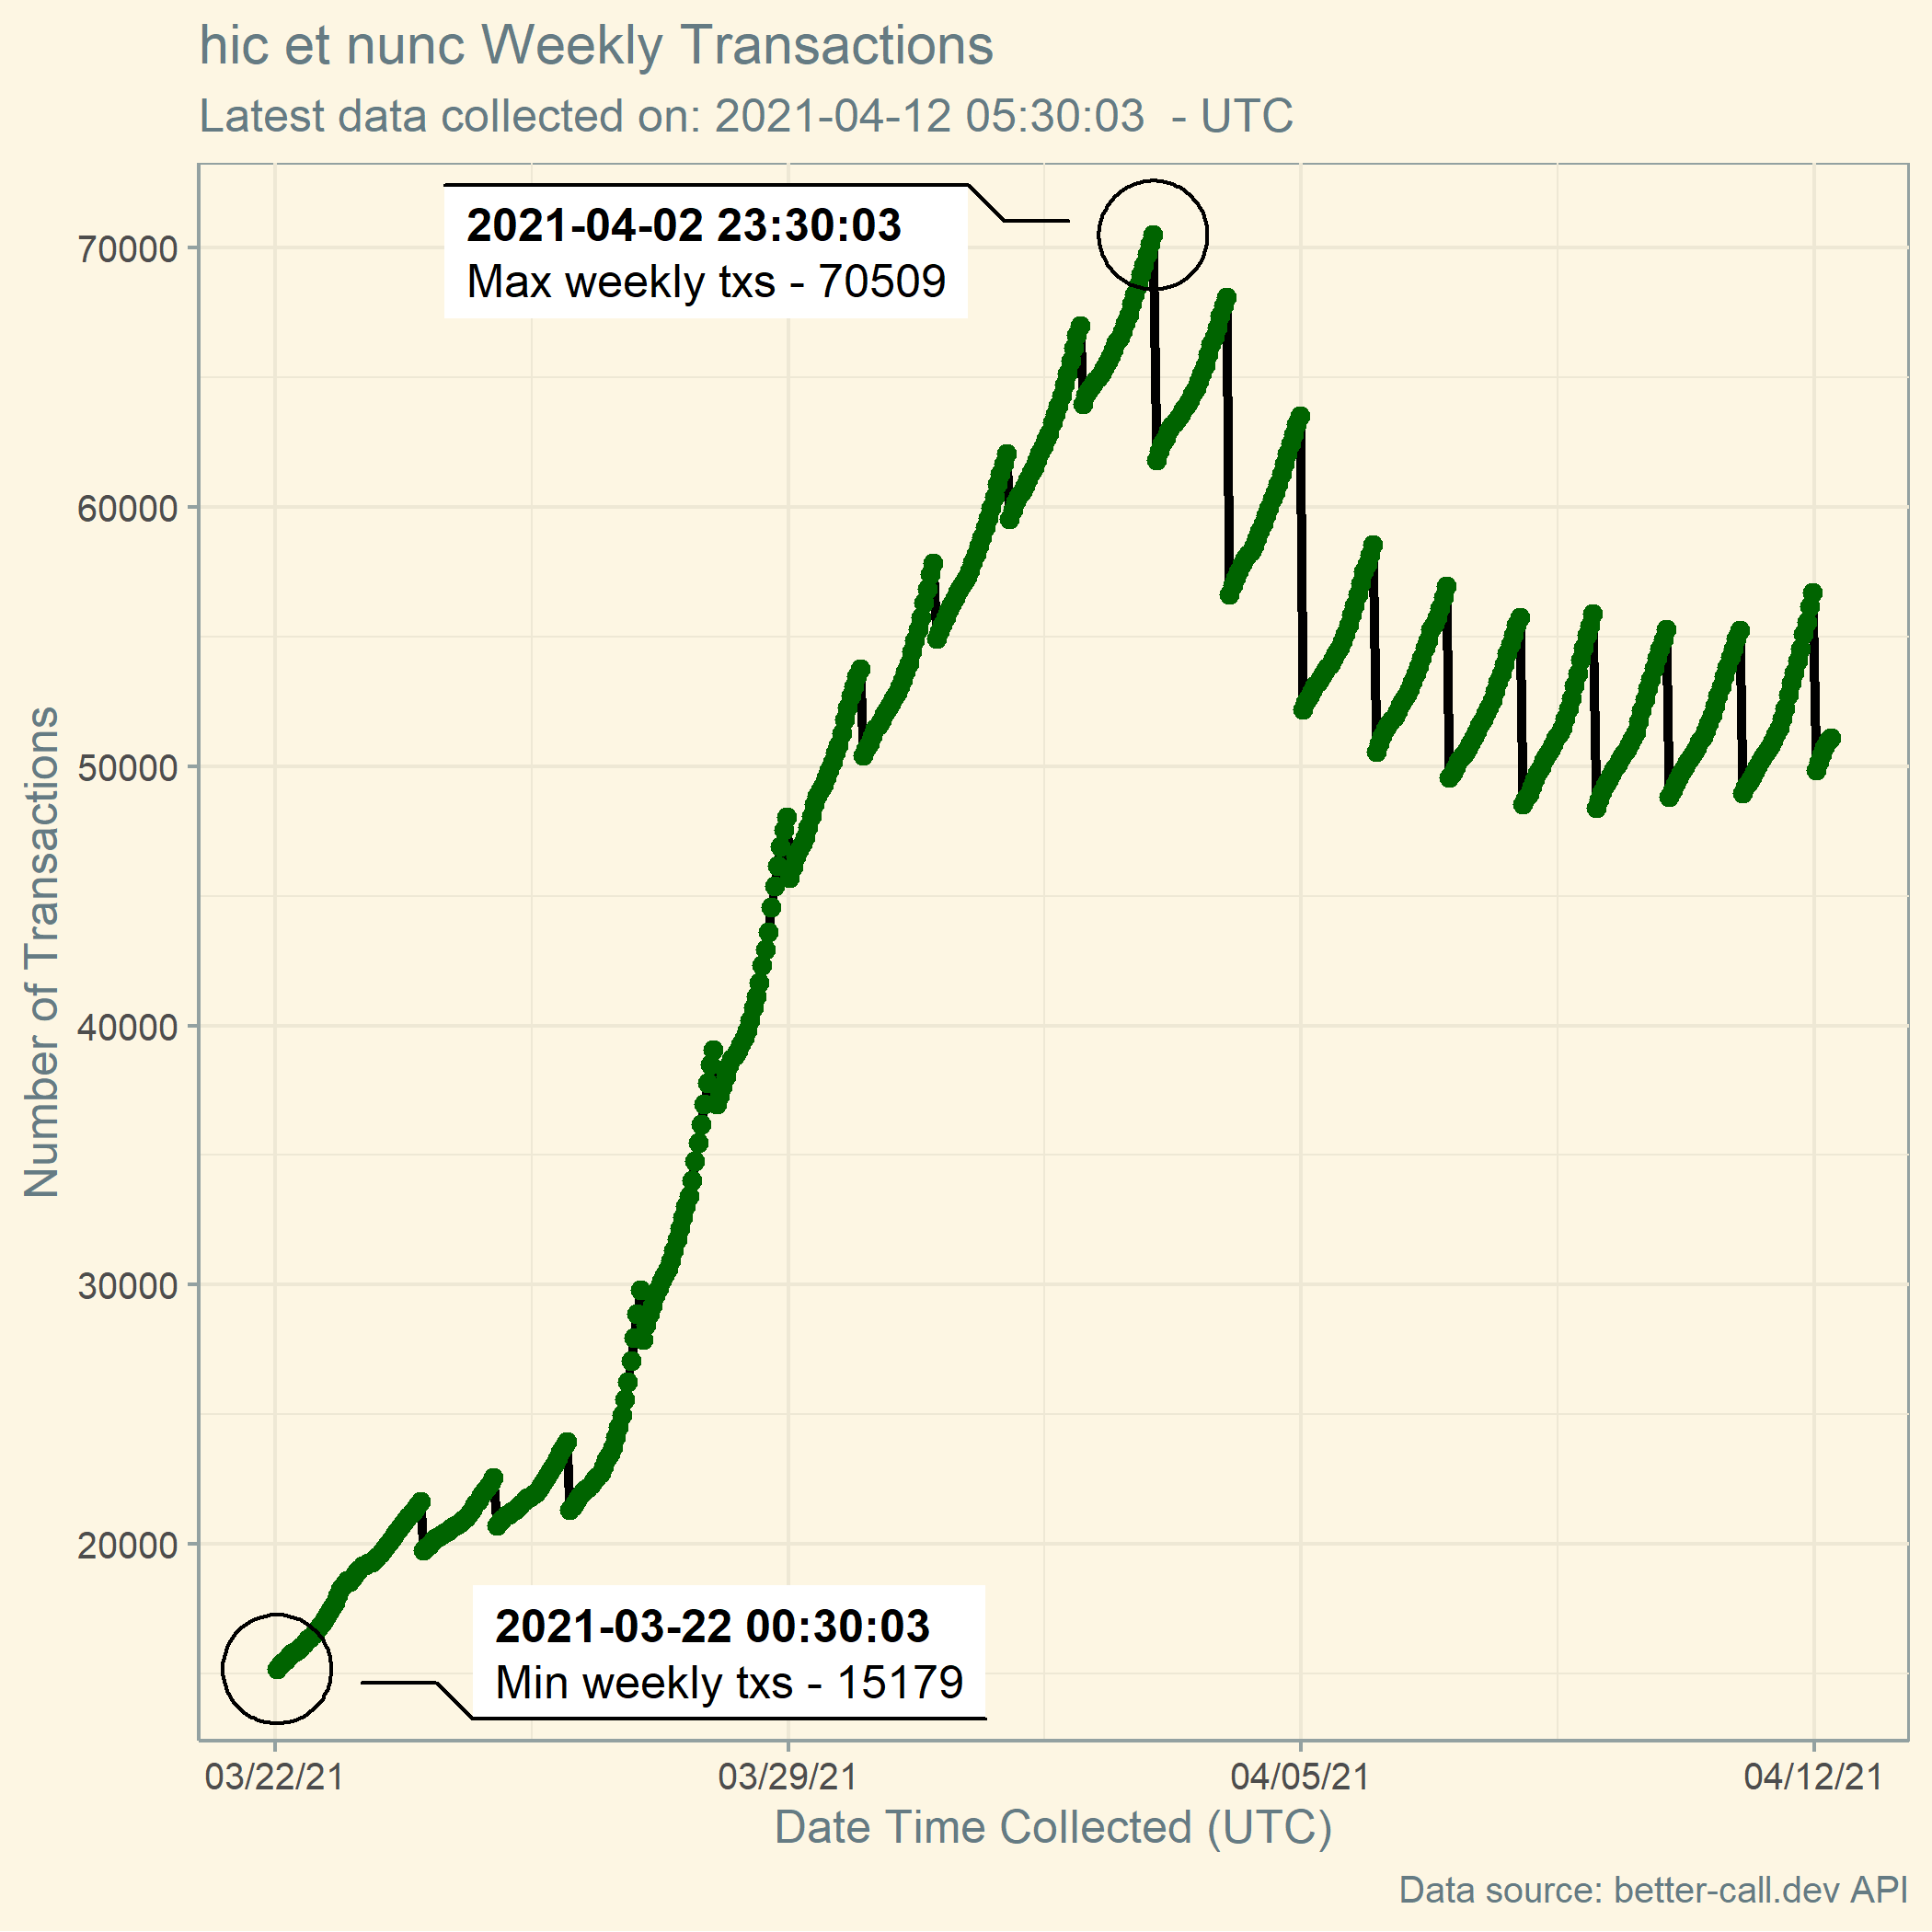 hic et nunc Weekly Transactions
Latest data collected on: 2021-04-12 05:30:03  - UTC
2021-04-02 23:30:03
Max weekly txs - 70509
70000
60000
50000
40000
30000
20000
Number of Transactions
2021-03-22 00:30:03
Min weekly txs - 15179
03/22/21
03/29/21
04/05/21
04/12/21
Date Time Collected (UTC)
Data source: better-call.dev API